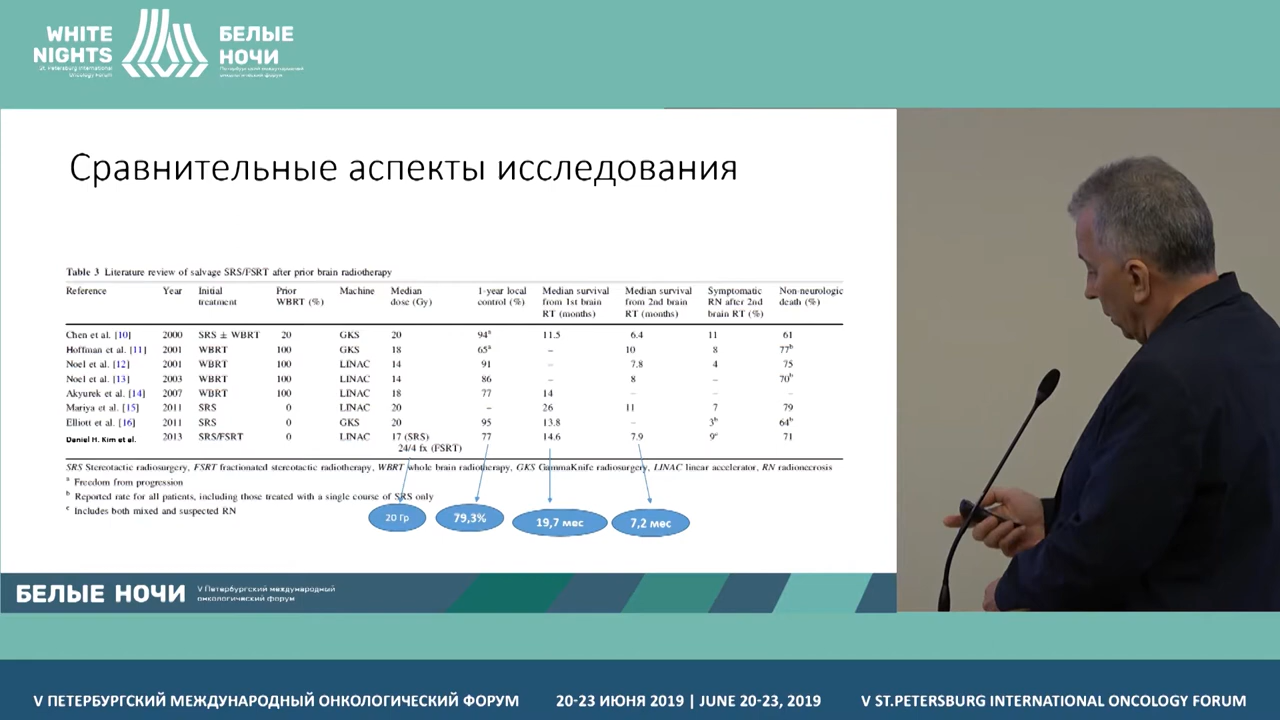 WHITE
NIGHTS
St. Petersburg International
Oncology Forum
БЕЛЫЕ
НОЧИ
Петербургский международный
онкологический форум
Сравнительные аспекты исследования
Table 3 Literature review of salvage SRS/FSRT after prior brain radiotherapy
Reference Year Initial treatment Prior WBRT (%) Machine Median dose (Gy) 1-year local control (%) Median survival from 1st brain RT (months) Median survival from 2nd brain RT (months) Symptomatic RN after 2nd brain RT (%) Non-neurologic death (%)
Chen et al. [10] 2000 SRS ± WBRT 20 GKS 20 94a 11.5 6.4 11 61
Hoffman et al. [11] 2001 WBRT 100 GKS 18 65a – 10 8 77b
Noel et al. [12] 2001 WBRT 100 LINAC 14 91 – 7.8 4 75
Noel et al. [13] 2003 WBRT 100 LINAC 14 86 – 8 – 70b
Akyurek et al. [14] 2007 WBRT 100 LINAC 18 77 14 – – –
Mariya et al. [15] 2011 SRS 0 LINAC 20 – 26 11 7 79
Elliott et al. [16] 2011 SRS 0 GKS 20 95 13.8 – 3b 64b
Daniel H. Kim et al. 2013 SRS/FSRT 0 LINAC 17 (SRS) 77 14.6 7.9 9c 71
24/4 fx (FSRT)
SRS Stereotactic radiosurgery, FSRT fractionated stereotactic radiotherapy, WBRT whole brain radiotherapy, GKS GammaKnife radiosurgery, LINAC linear accelerator, RN radionecrosis
a Freedom from progression
b Reported rate for all patients, including those treated with a single course of SRS only
c Includes both mixed and suspected RN
20 Гр 79,3% 19,7 мес 7,2 мес
БЕЛЫЕ НОЧИ
V Петербургский международный
онкологический форум
V ПЕТЕРБУРГСКИЙ МЕЖДУНАРОДНЫЙ ОНКОЛОГИЧЕСКИЙ ФОРУМ 20-23 ИЮНЯ 2019 | JUNE 20-23, 2019 V ST.PETERSBURG INTERNATIONAL ONCOLOGY FORUM